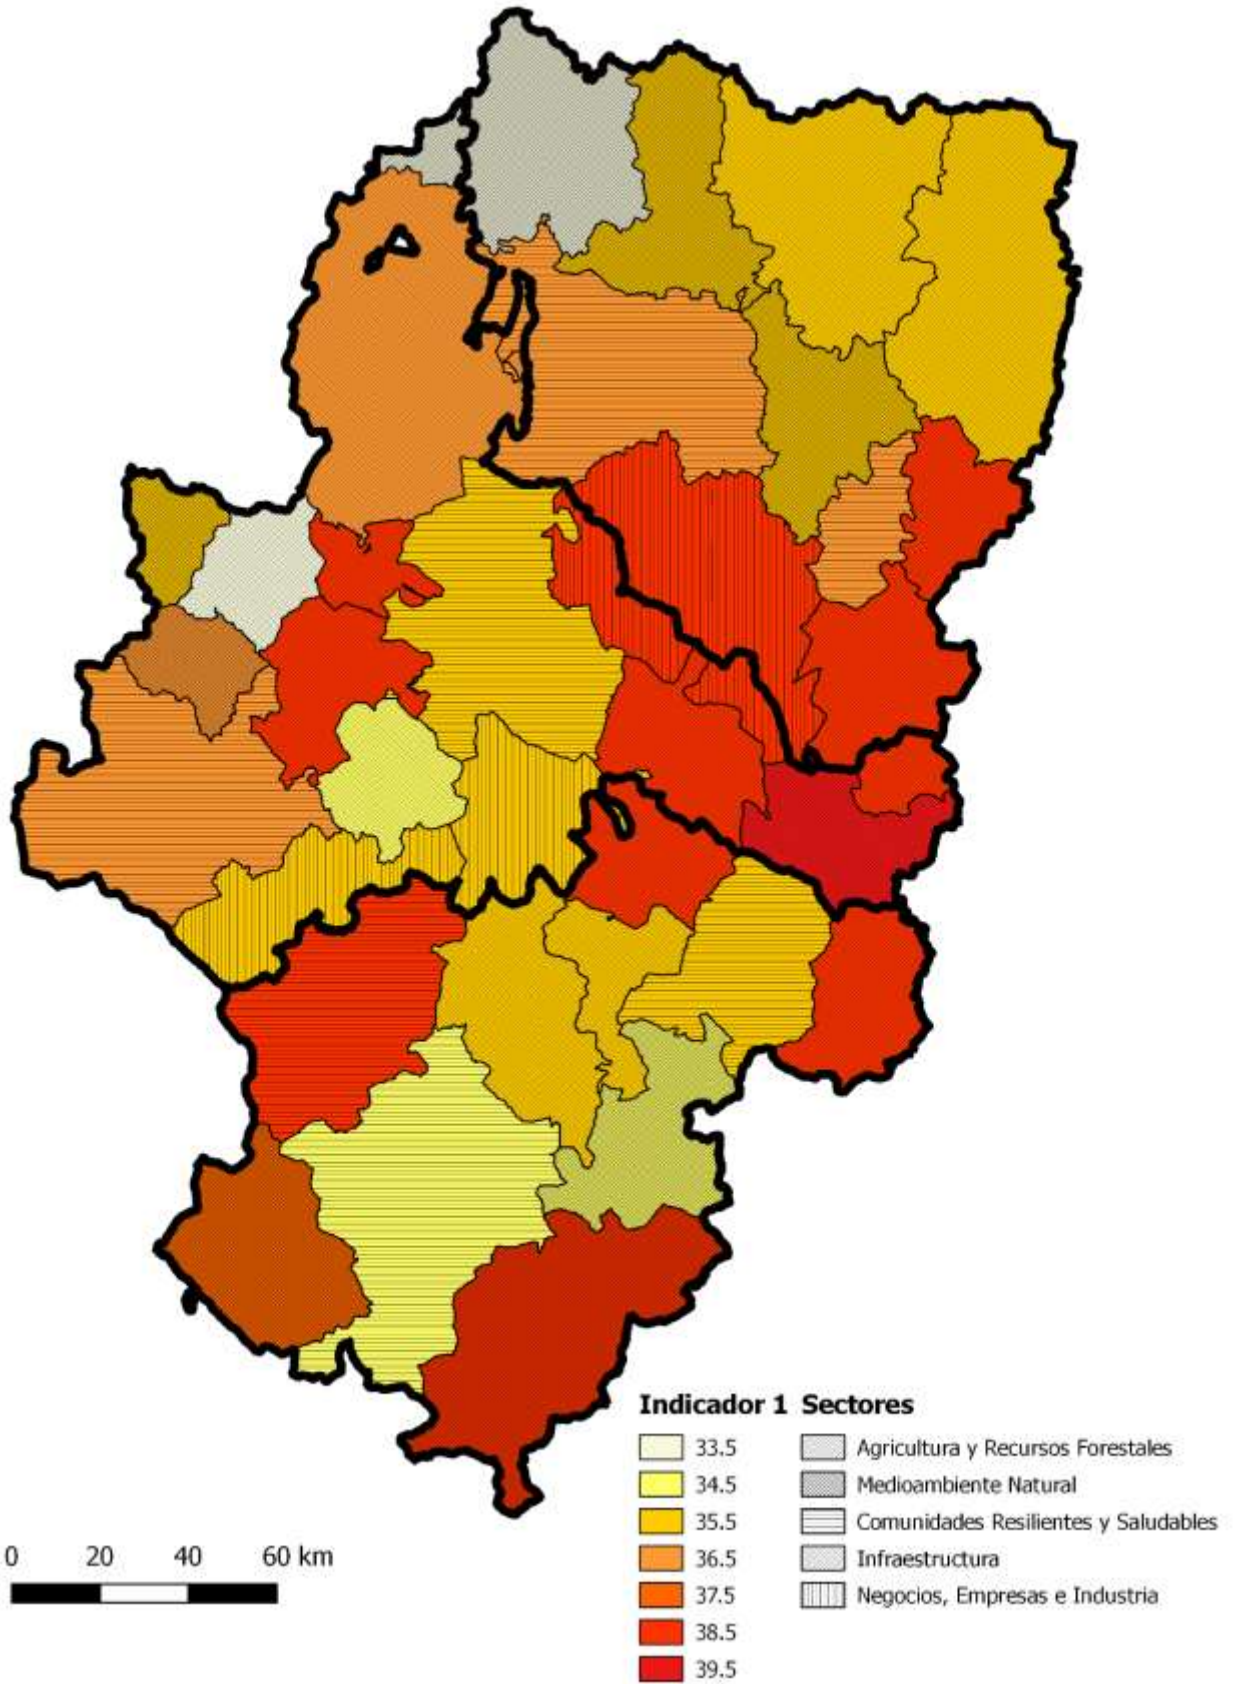 Indicador 1 Sectores
33.5 Agricultura y Recursos Forestales
34.5 Medioambiente Natural
35.5 Comunidades Resilientes y Saludables
36.5 Infraestructura
37.5 Negocios, Empresas e Industria
38.5
39.5
0 20 40 60 km